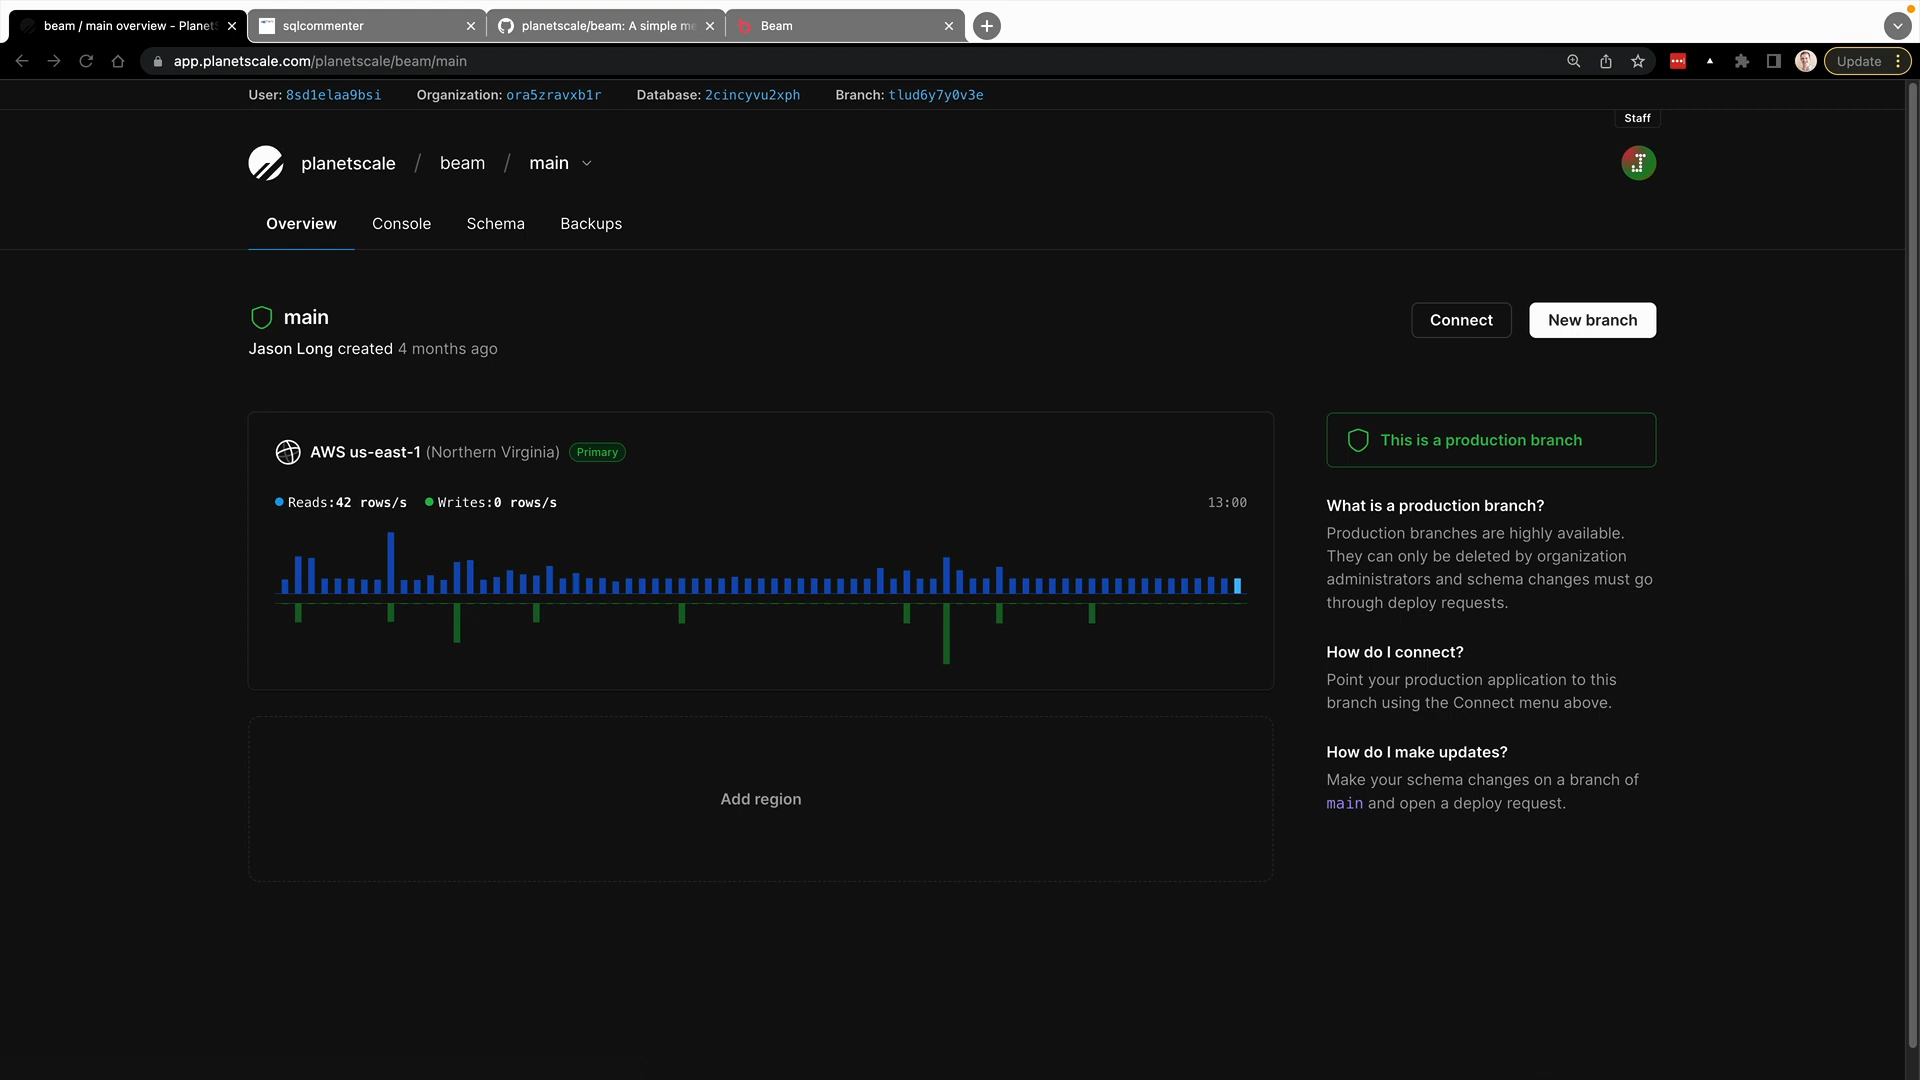 beam / main overview - Planet
sqlcommenter
planetscale/beam: A simple me
Beam
app.planetscale.com/planetscale/beam/main
Update
User: 8sd1elaa9bsi Organization: ora5zravxb1r Database: 2cincyvu2xph Branch: tlud6y7y0v3e
Staff
planetscale / beam / main
Overview Console Schema Backups
main
Jason Long created 4 months ago
Connect
New branch
AWS us-east-1 (Northern Virginia) Primary
Reads:42 rows/s Writes:0 rows/s 13:00
Add region
This is a production branch
What is a production branch?
Production branches are highly available.
They can only be deleted by organization
administrators and schema changes must go
through deploy requests.
How do I connect?
Point your production application to this
branch using the Connect menu above.
How do I make updates?
Make your schema changes on a branch of
main and open a deploy request.